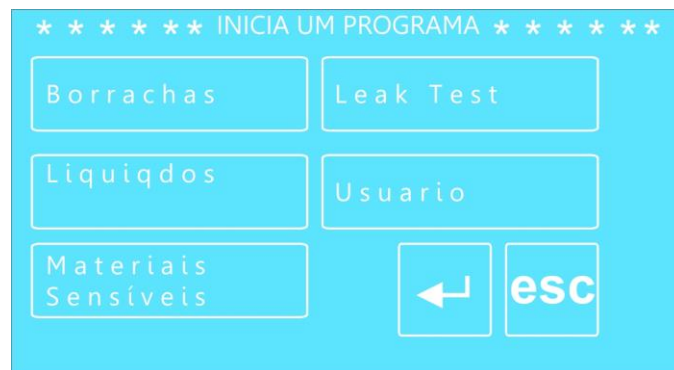 * * * * * * INICIA UM PROGRAMA * * * * * *
Borrachas
Leak Test
Liquiqdos
Usuario
Materiais
Sensíveis
esc